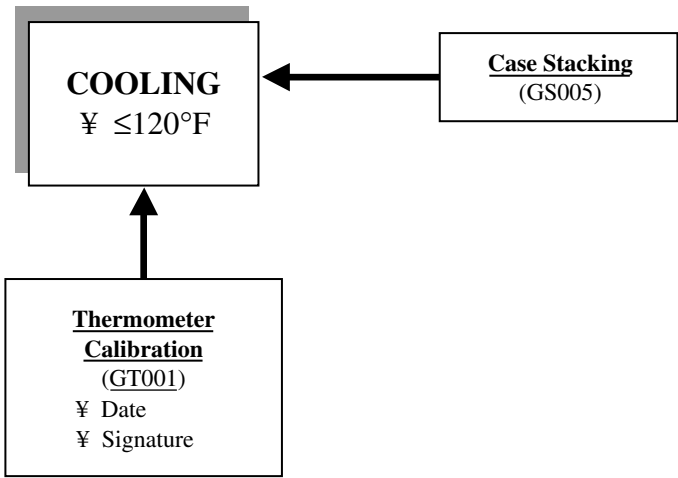 COOLING
¥ ≤120°F
Case Stacking
(GS005)
Thermometer
Calibration
(GT001)
¥ Date
¥ Signature